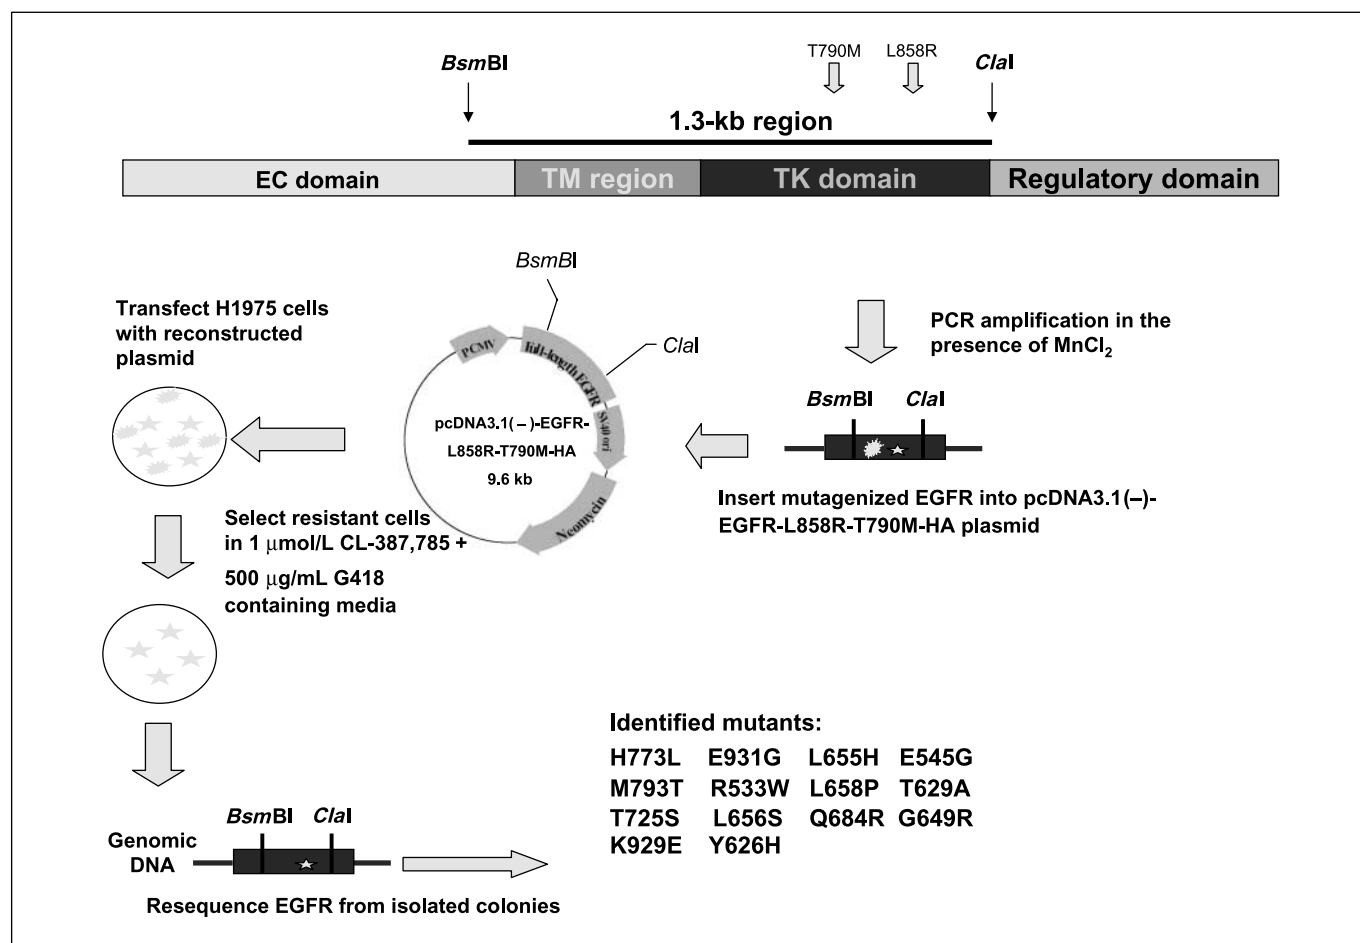 T790M L858R
BsmBI ClaI
1.3-kb region
EC domain TM region TK domain Regulatory domain
BsmBI
ClaI
Transfect H1975 cells
with reconstructed
plasmid
PCMV
Full-length EGFR
SV40 ori
Neomycin
pcDNA3.1(–)-EGFR-
L858R-T790M-HA
9.6 kb
PCR amplification in the
presence of MnCl₂
BsmBI ClaI
Insert mutagenized EGFR into pcDNA3.1(–)-
EGFR-L858R-T790M-HA plasmid
Select resistant cells
in 1 μmol/L CL-387,785 +
500 μg/mL G418
containing media
Identified mutants:
H773L E931G L655H E545G
M793T R533W L658P T629A
T725S L656S Q684R G649R
K929E Y626H
BsmBI ClaI
Genomic
DNA
Resequence EGFR from isolated colonies